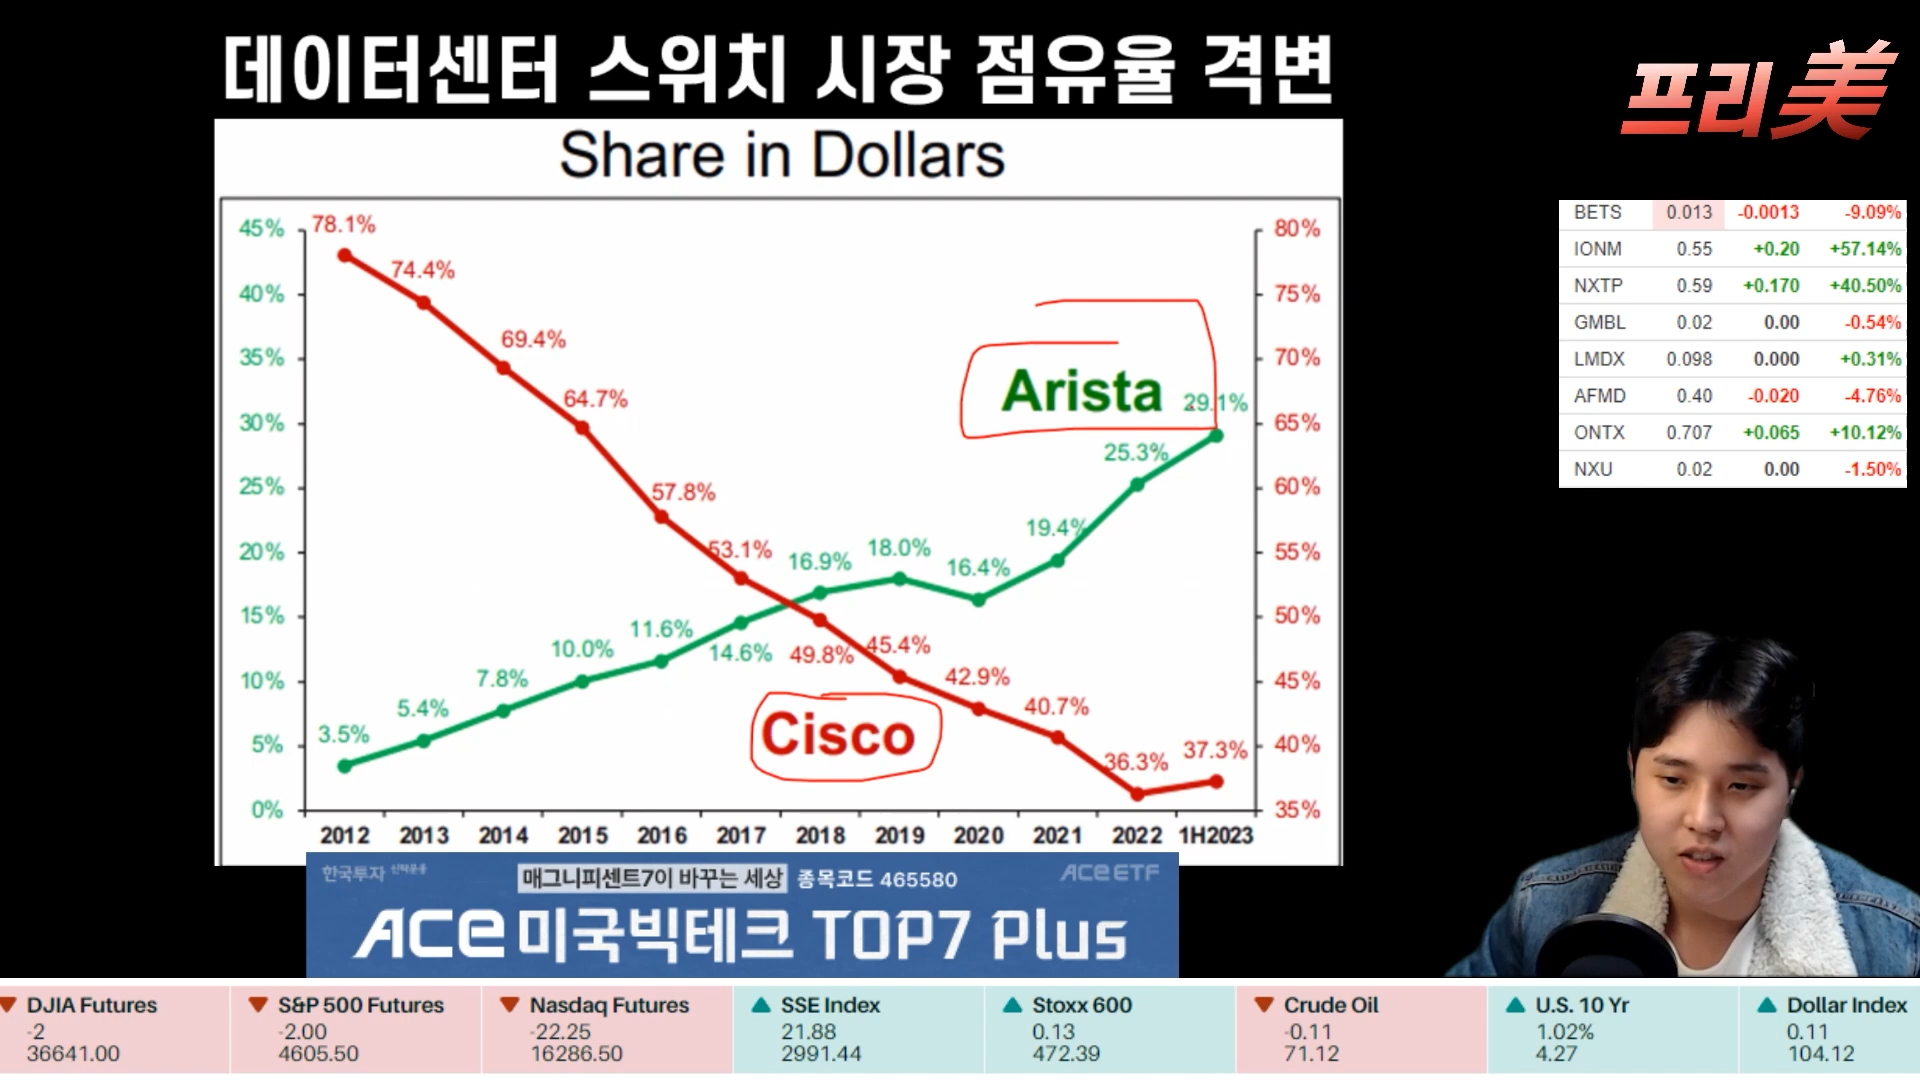 데이터센터 스위치 시장 점유율 격변
프리美
Share in Dollars
45%
40%
35%
30%
25%
20%
15%
10%
5%
0%
80%
75%
70%
65%
60%
55%
50%
45%
40%
35%
78.1%
74.4%
69.4%
64.7%
57.8%
53.1%
49.8%
45.4%
42.9%
40.7%
36.3%
37.3%
3.5%
5.4%
7.8%
10.0%
11.6%
14.6%
16.9%
18.0%
16.4%
19.4%
25.3%
29.1%
Arista
Cisco
2012 2013 2014 2015 2016 2017 2018 2019 2020 2021 2022 1H2023
BETS 0.013 -0.0013 -9.09%
IONM 0.55 +0.20 +57.14%
NXTP 0.59 +0.170 +40.50%
GMBL 0.02 0.00 -0.54%
LMDX 0.098 0.000 +0.31%
AFMD 0.40 -0.020 -4.76%
ONTX 0.707 +0.065 +10.12%
NXU 0.02 0.00 -1.50%
한국투자 신탁운용
매그니피센트7이 바꾸는 세상 종목코드 465580
ACE ETF
ACE 미국빅테크 TOP7 Plus
DJIA Futures
-2
36641.00
S&P 500 Futures
-2.00
4605.50
Nasdaq Futures
-22.25
16286.50
SSE Index
21.88
2991.44
Stoxx 600
0.13
472.39
Crude Oil
-0.11
71.12
U.S. 10 Yr
1.02%
4.27
Dollar Index
0.11
104.12